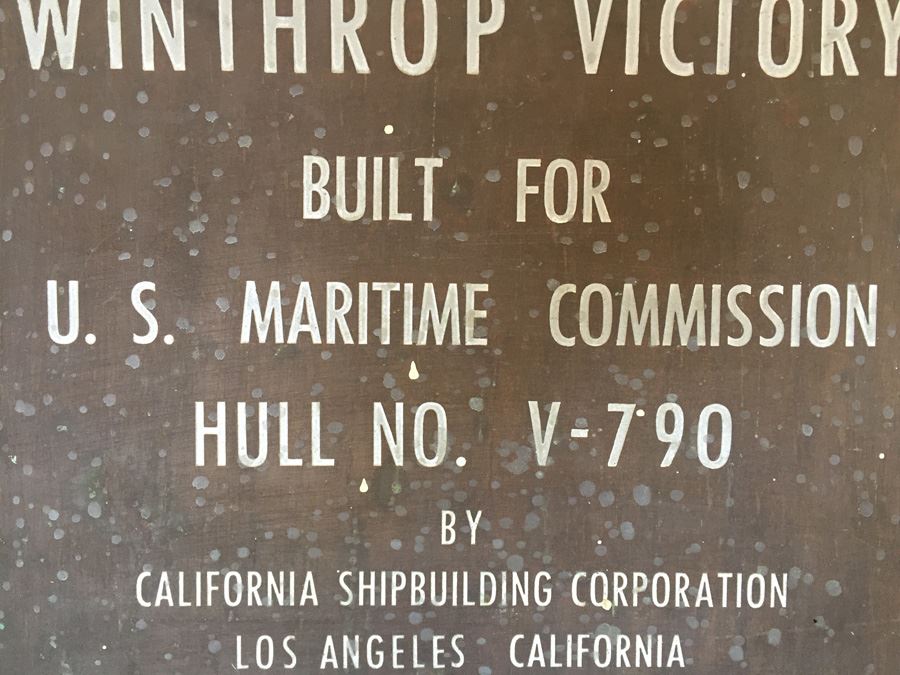 WINTHROP VICTORY
BUILT FOR
U. S. MARITIME COMMISSION
HULL NO. V-790
BY
CALIFORNIA SHIPBUILDING CORPORATION
LOS ANGELES CALIFORNIA